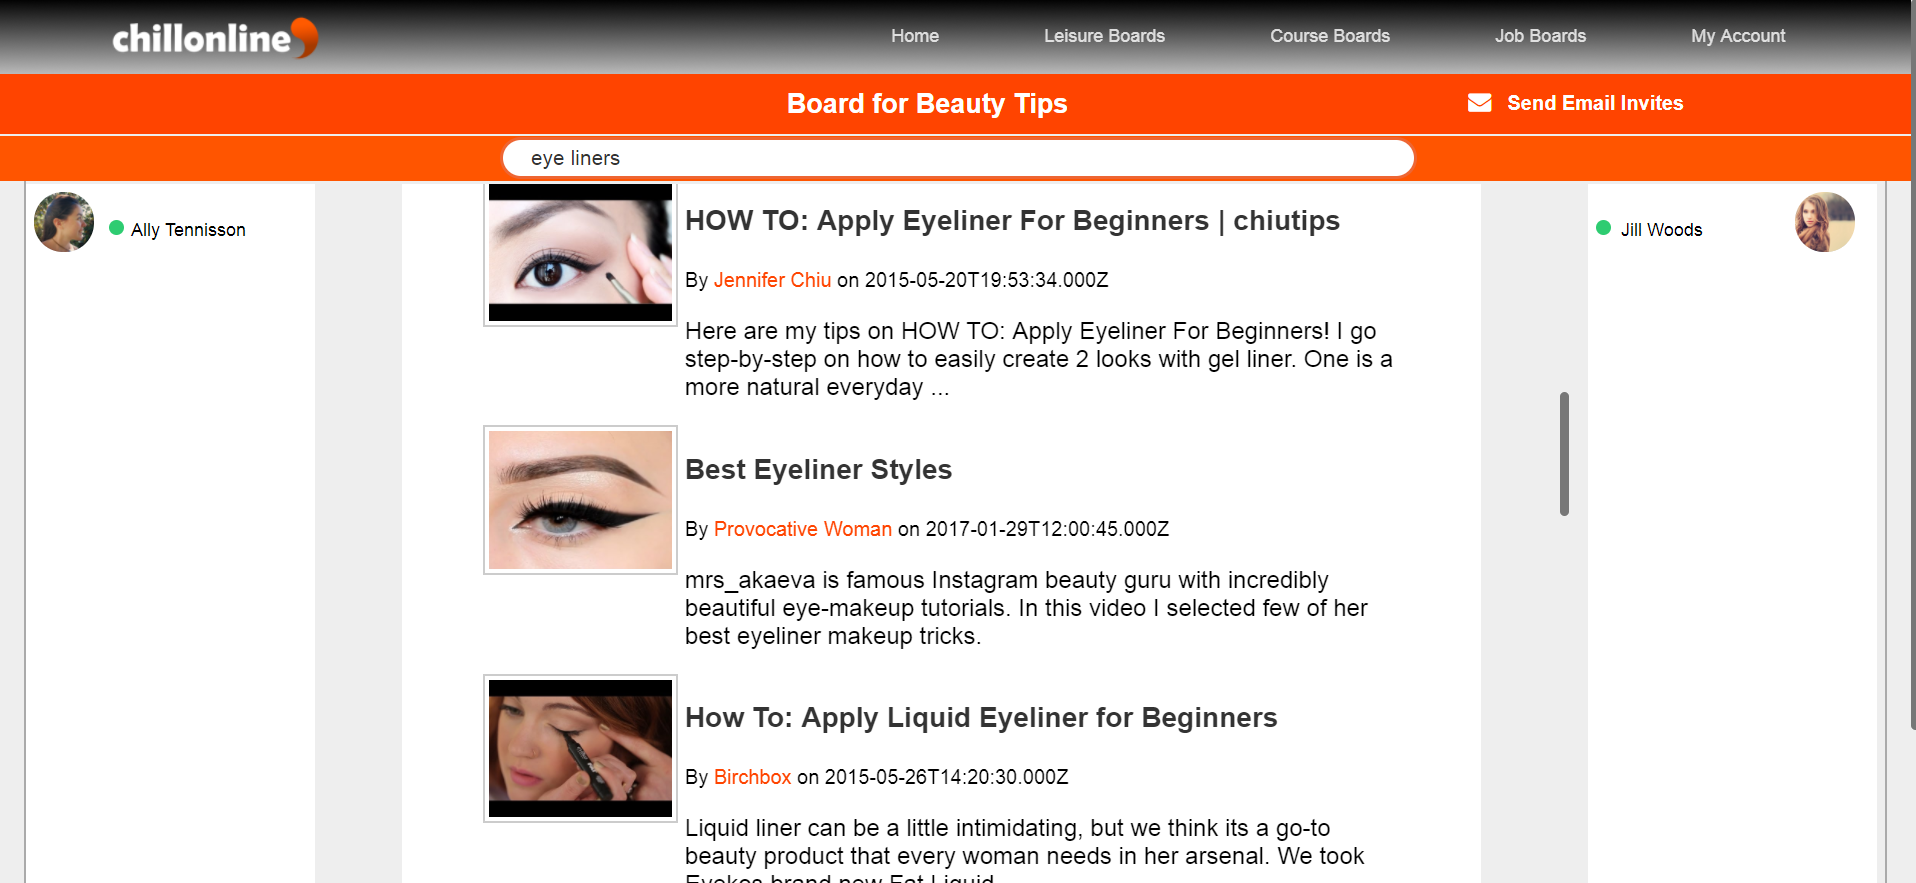 chillonline
Home
Leisure Boards
Course Boards
Job Boards
My Account
Board for Beauty Tips
Send Email Invites
eye liners
Ally Tennisson
Jill Woods
HOW TO: Apply Eyeliner For Beginners | chiutips
By Jennifer Chiu on 2015-05-20T19:53:34.000Z
Here are my tips on HOW TO: Apply Eyeliner For Beginners! I go
step-by-step on how to easily create 2 looks with gel liner. One is a
more natural everyday ...
Best Eyeliner Styles
By Provocative Woman on 2017-01-29T12:00:45.000Z
mrs_akaeva is famous Instagram beauty guru with incredibly
beautiful eye-makeup tutorials. In this video I selected few of her
best eyeliner makeup tricks.
How To: Apply Liquid Eyeliner for Beginners
By Birchbox on 2015-05-26T14:20:30.000Z
Liquid liner can be a little intimidating, but we think its a go-to
beauty product that every woman needs in her arsenal. We took
brand new Fat Liquid